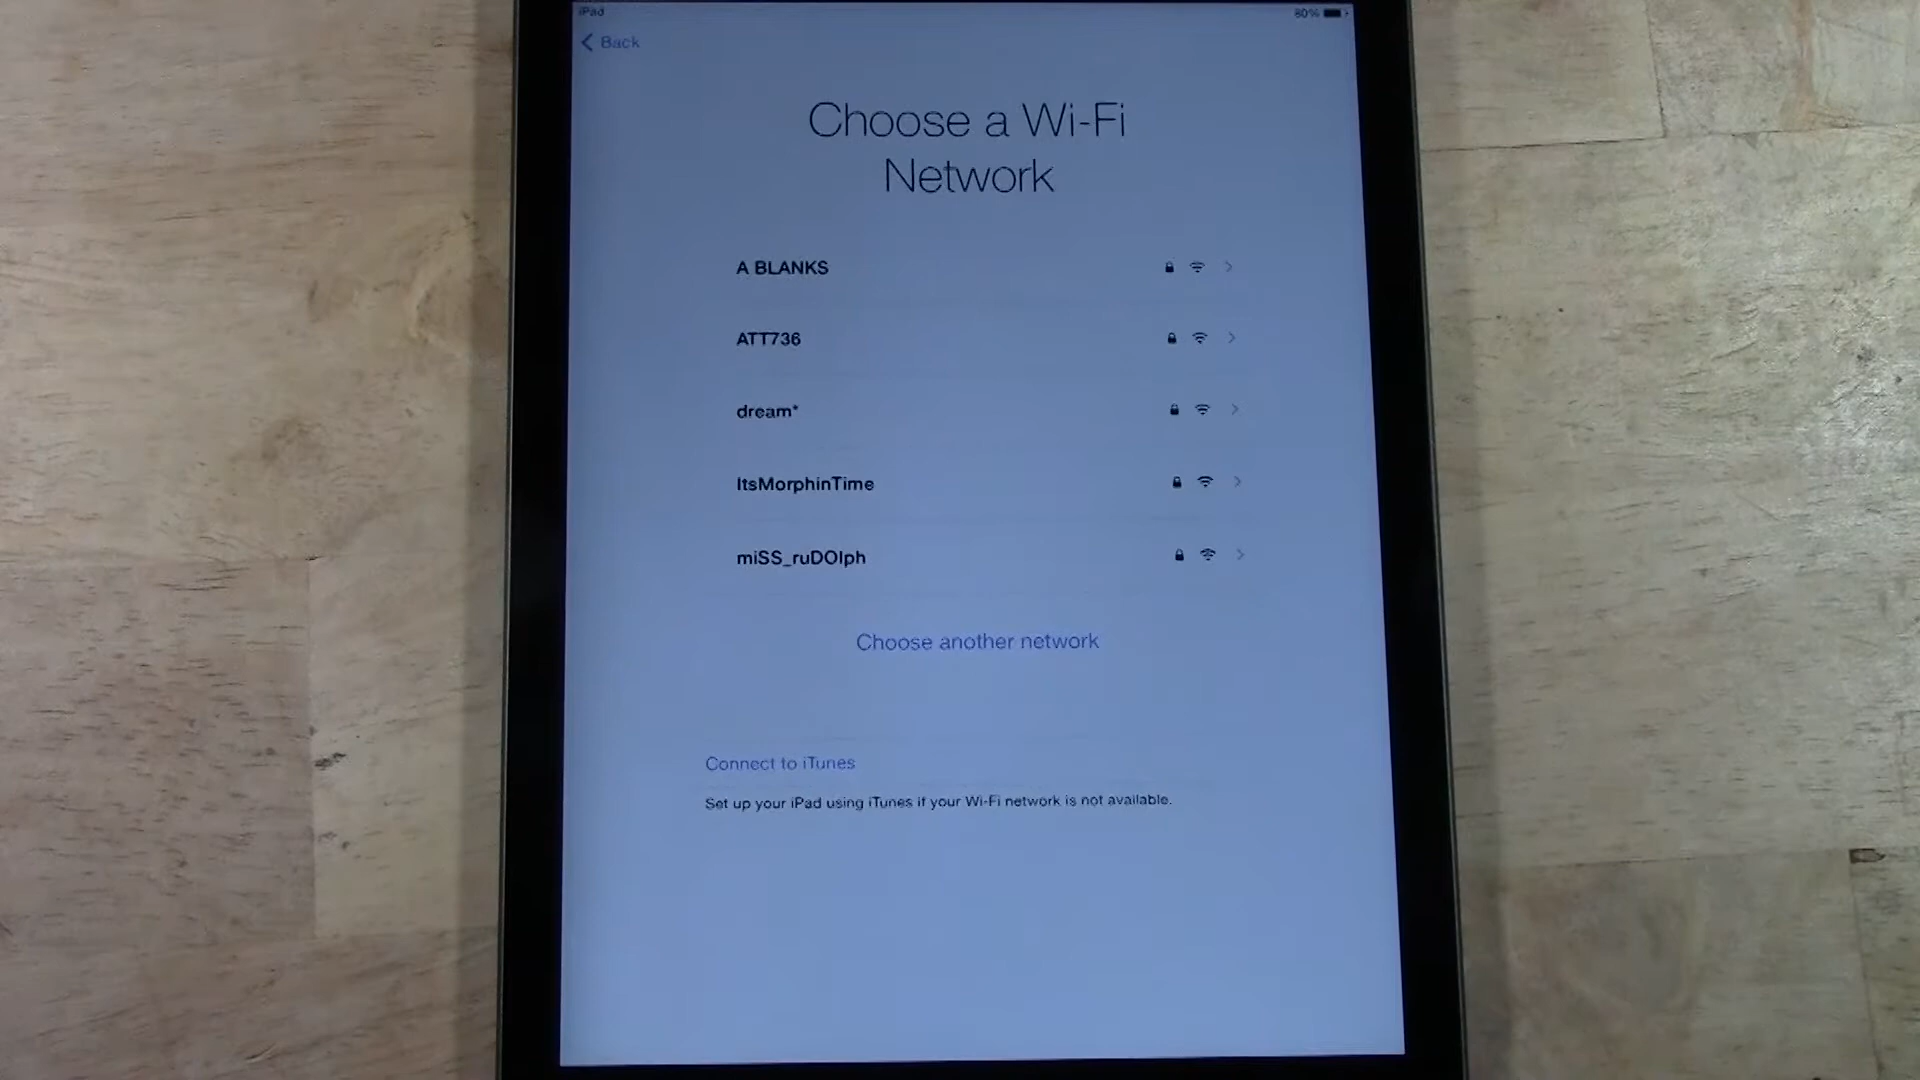 iPad 80%
Back
Choose a Wi-Fi
Network
A BLANKS
ATT736
dream*
ItsMorphinTime
miSS_ruDOlph
Choose another network
Connect to iTunes
Set up your iPad using iTunes if your Wi-Fi network is not available.